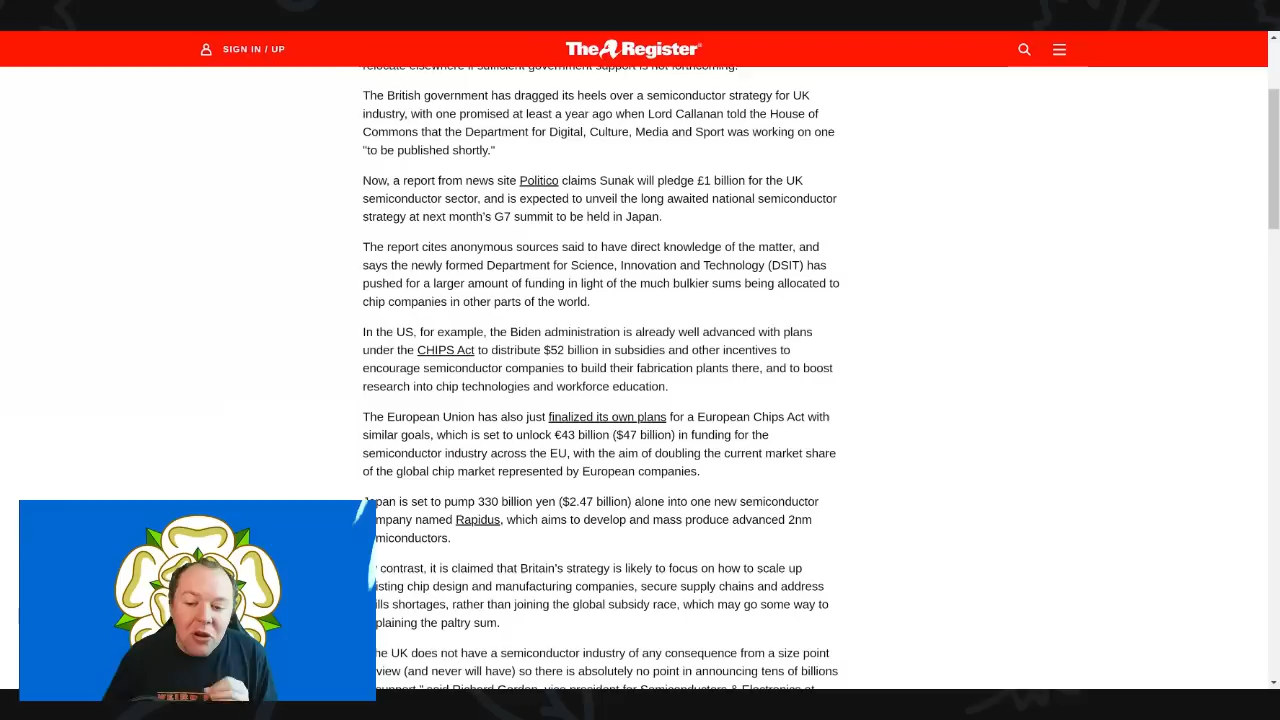 SIGN IN / UP
The Register
relocate elsewhere if sufficient government support is not forthcoming.
The British government has dragged its heels over a semiconductor strategy for UK
industry, with one promised at least a year ago when Lord Callanan told the House of
Commons that the Department for Digital, Culture, Media and Sport was working on one
"to be published shortly."
Now, a report from news site Politico claims Sunak will pledge £1 billion for the UK
semiconductor sector, and is expected to unveil the long awaited national semiconductor
strategy at next month's G7 summit to be held in Japan.
The report cites anonymous sources said to have direct knowledge of the matter, and
says the newly formed Department for Science, Innovation and Technology (DSIT) has
pushed for a larger amount of funding in light of the much bulkier sums being allocated to
chip companies in other parts of the world.
In the US, for example, the Biden administration is already well advanced with plans
under the CHIPS Act to distribute $52 billion in subsidies and other incentives to
encourage semiconductor companies to build their fabrication plants there, and to boost
research into chip technologies and workforce education.
The European Union has also just finalized its own plans for a European Chips Act with
similar goals, which is set to unlock €43 billion ($47 billion) in funding for the
semiconductor industry across the EU, with the aim of doubling the current market share
of the global chip market represented by European companies.
apan is set to pump 330 billion yen ($2.47 billion) alone into one new semiconductor
ompany named Rapidus, which aims to develop and mass produce advanced 2nm
miconductors.
contrast, it is claimed that Britain's strategy is likely to focus on how to scale up
isting chip design and manufacturing companies, secure supply chains and address
ills shortages, rather than joining the global subsidy race, which may go some way to
plaining the paltry sum.
he UK does not have a semiconductor industry of any consequence from a size point
view (and never will have) so there is absolutely no point in announcing tens of billions
support," said Richard Gordon, vice president for Semiconductors & Electronics at